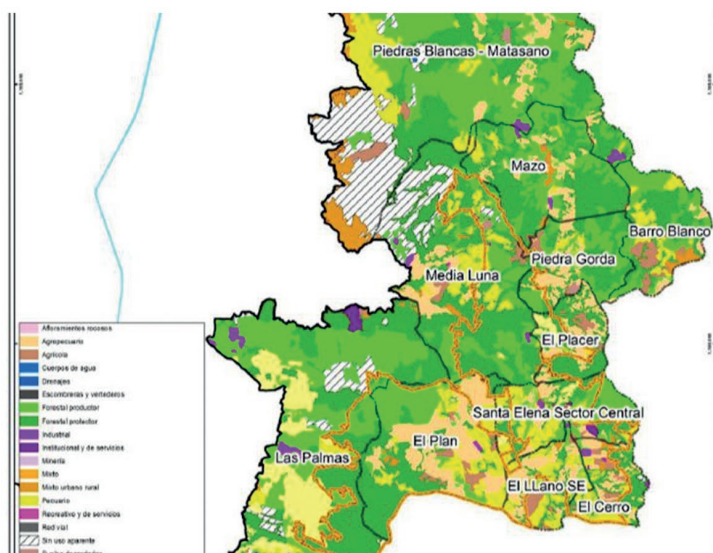 Piedras Blancas - Matasano
Mazo
Barro Blanco
Piedra Gorda
Media Luna
El Placer
Santa Elena Sector Central
El Plan
Las Palmas
El LLano SE
El Cerro
Afloramientos rocosos
Agropecuario
Agrícola
Cuerpos de agua
Drenajes
Escombreras y vertederos
Forestal productor
Forestal protector
Industrial
Institucional y de servicios
Minería
Mixto
Mixto urbano rural
Pecuario
Recreativo y de servicios
Red vial
Sin uso aparente